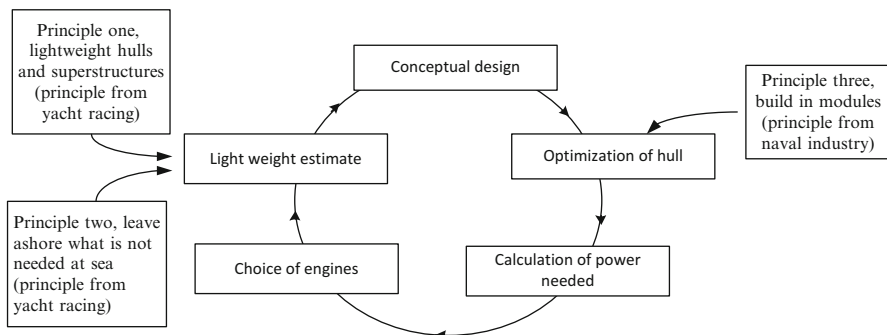 Principle one,
lightweight hulls
and superstructures
(principle from
yacht racing)
Conceptual design
Principle three,
build in modules
(principle from
naval industry)
Light weight estimate
Optimization of hull
Principle two, leave
ashore what is not
needed at sea
(principle from
yacht racing)
Choice of engines
Calculation of power
needed